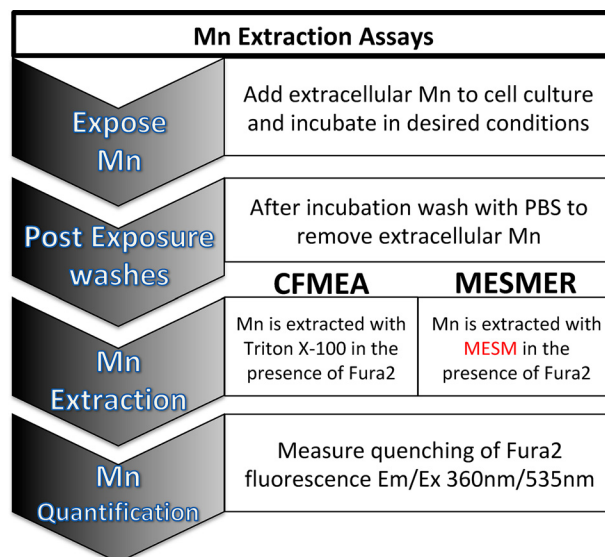 Mn Extraction Assays
Expose
Mn
Add extracellular Mn to cell culture
and incubate in desired conditions
Post Exposure
washes
After incubation wash with PBS to
remove extracellular Mn
CFMEA
MESMER
Mn
Extraction
Mn is extracted with
Triton X-100 in the
presence of Fura2
Mn is extracted with
MESM in the
presence of Fura2
Mn
Quantification
Measure quenching of Fura2
fluorescence Em/Ex 360nm/535nm